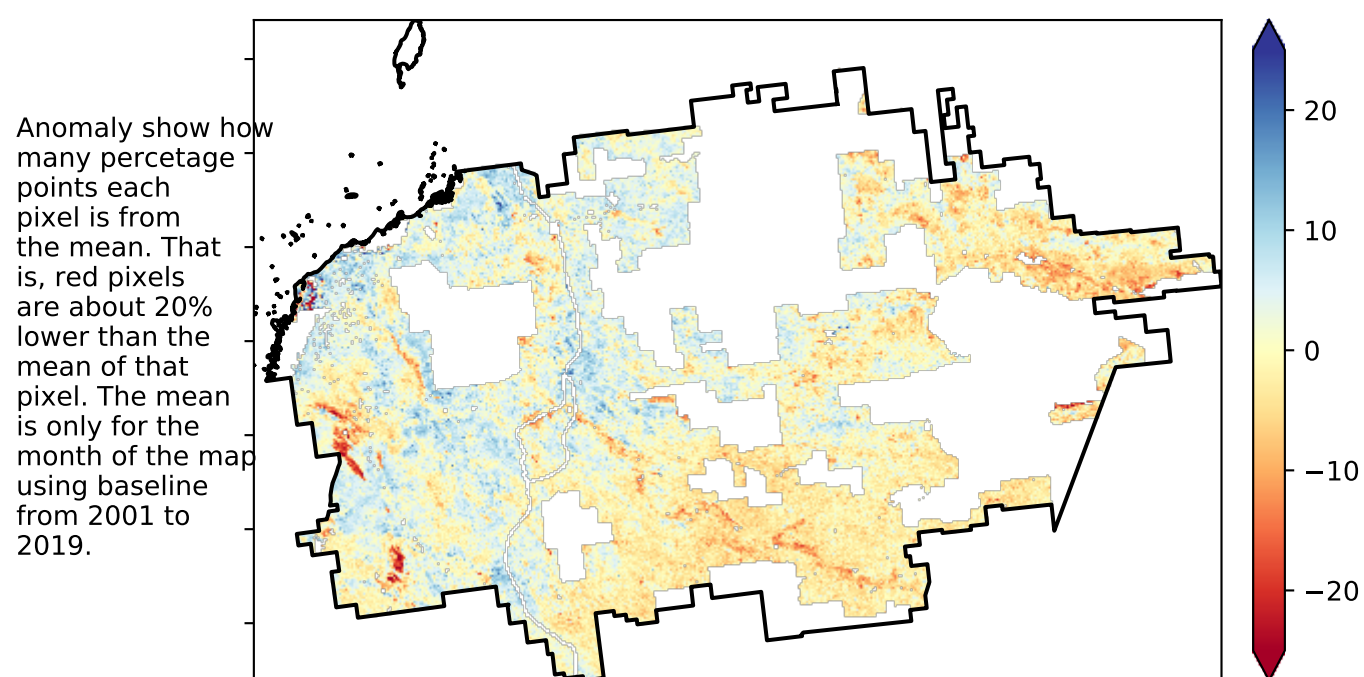 Anomaly show how
many percetage
points each
pixel is from
the mean. That
is, red pixels
are about 20%
lower than the
mean of that
pixel. The mean
is only for the
month of the map
using baseline
from 2001 to
2019.
20
10
0
−10
−20